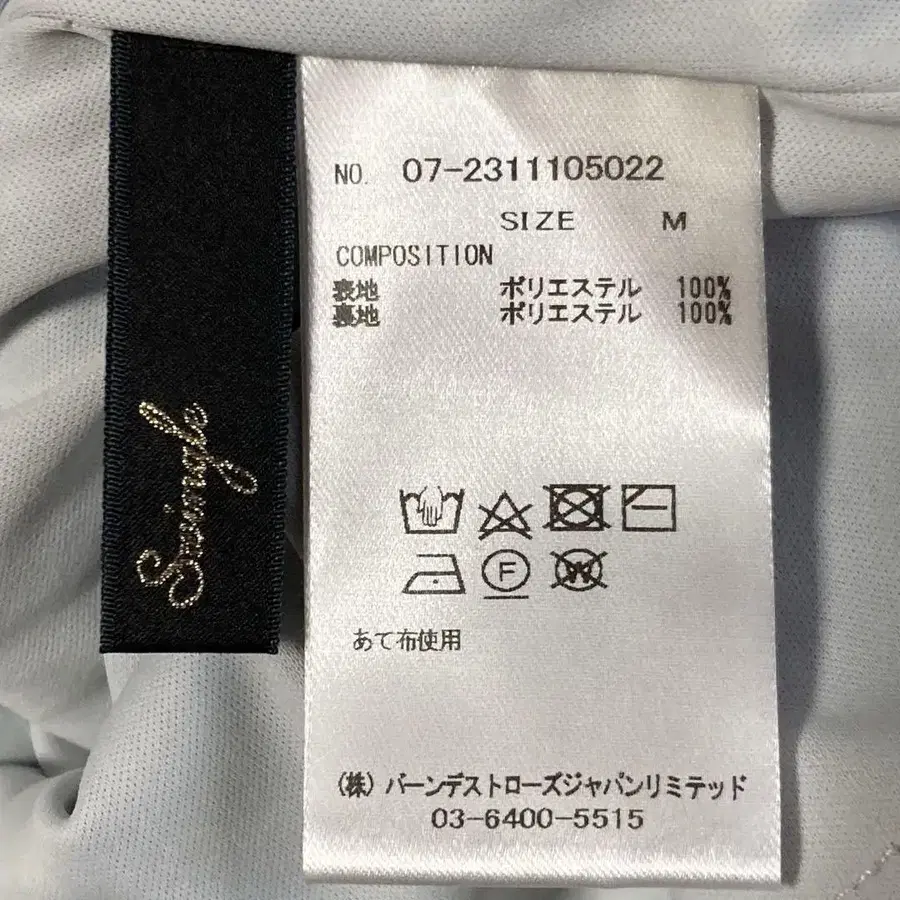 Swingle
NO. 07-2311105022
SIZE M
COMPOSITION
表地 ポリエステル 100%
裏地 ポリエステル 100%
F
W
あて布使用
(株) バーンデストローズジャパンリミテッド
03-6400-5515